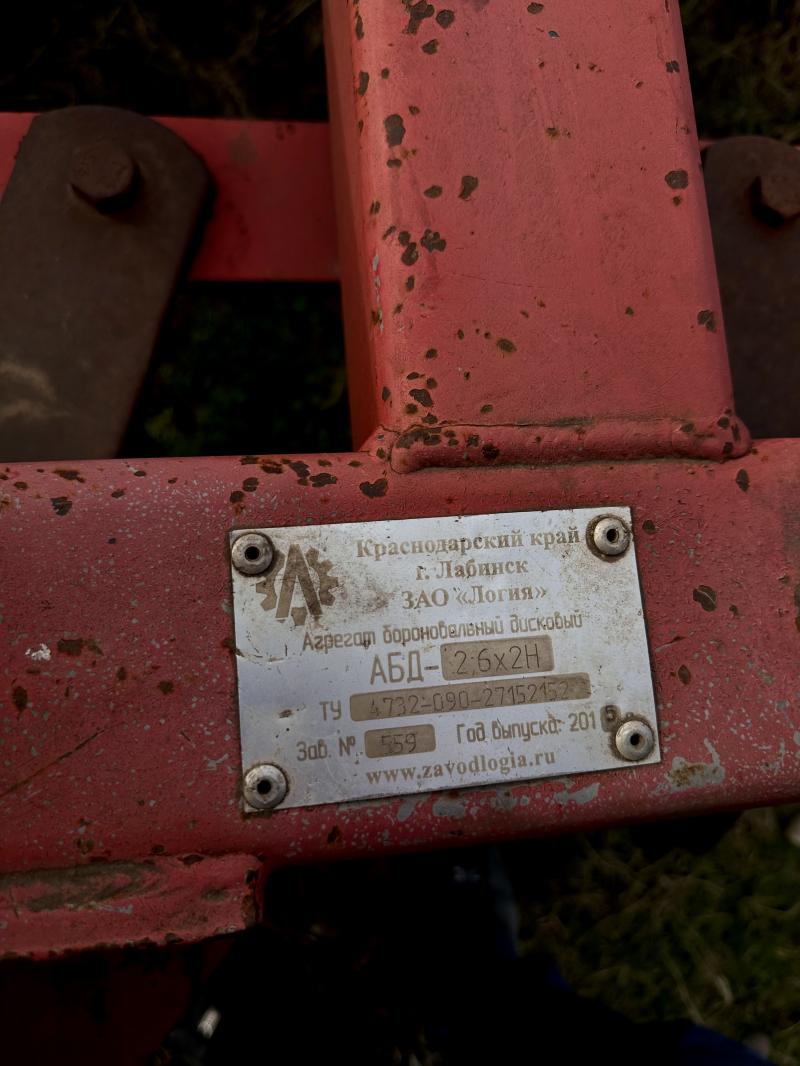 Краснодарский край
г. Лабинск
ЗАО «Логия»
Агрегат бороновальный дисковый
АБД- 2,6х2Н
ТУ 4732-090-27152152
Зав. № 559 Год выпуска: 2015
www.zavodlogia.ru